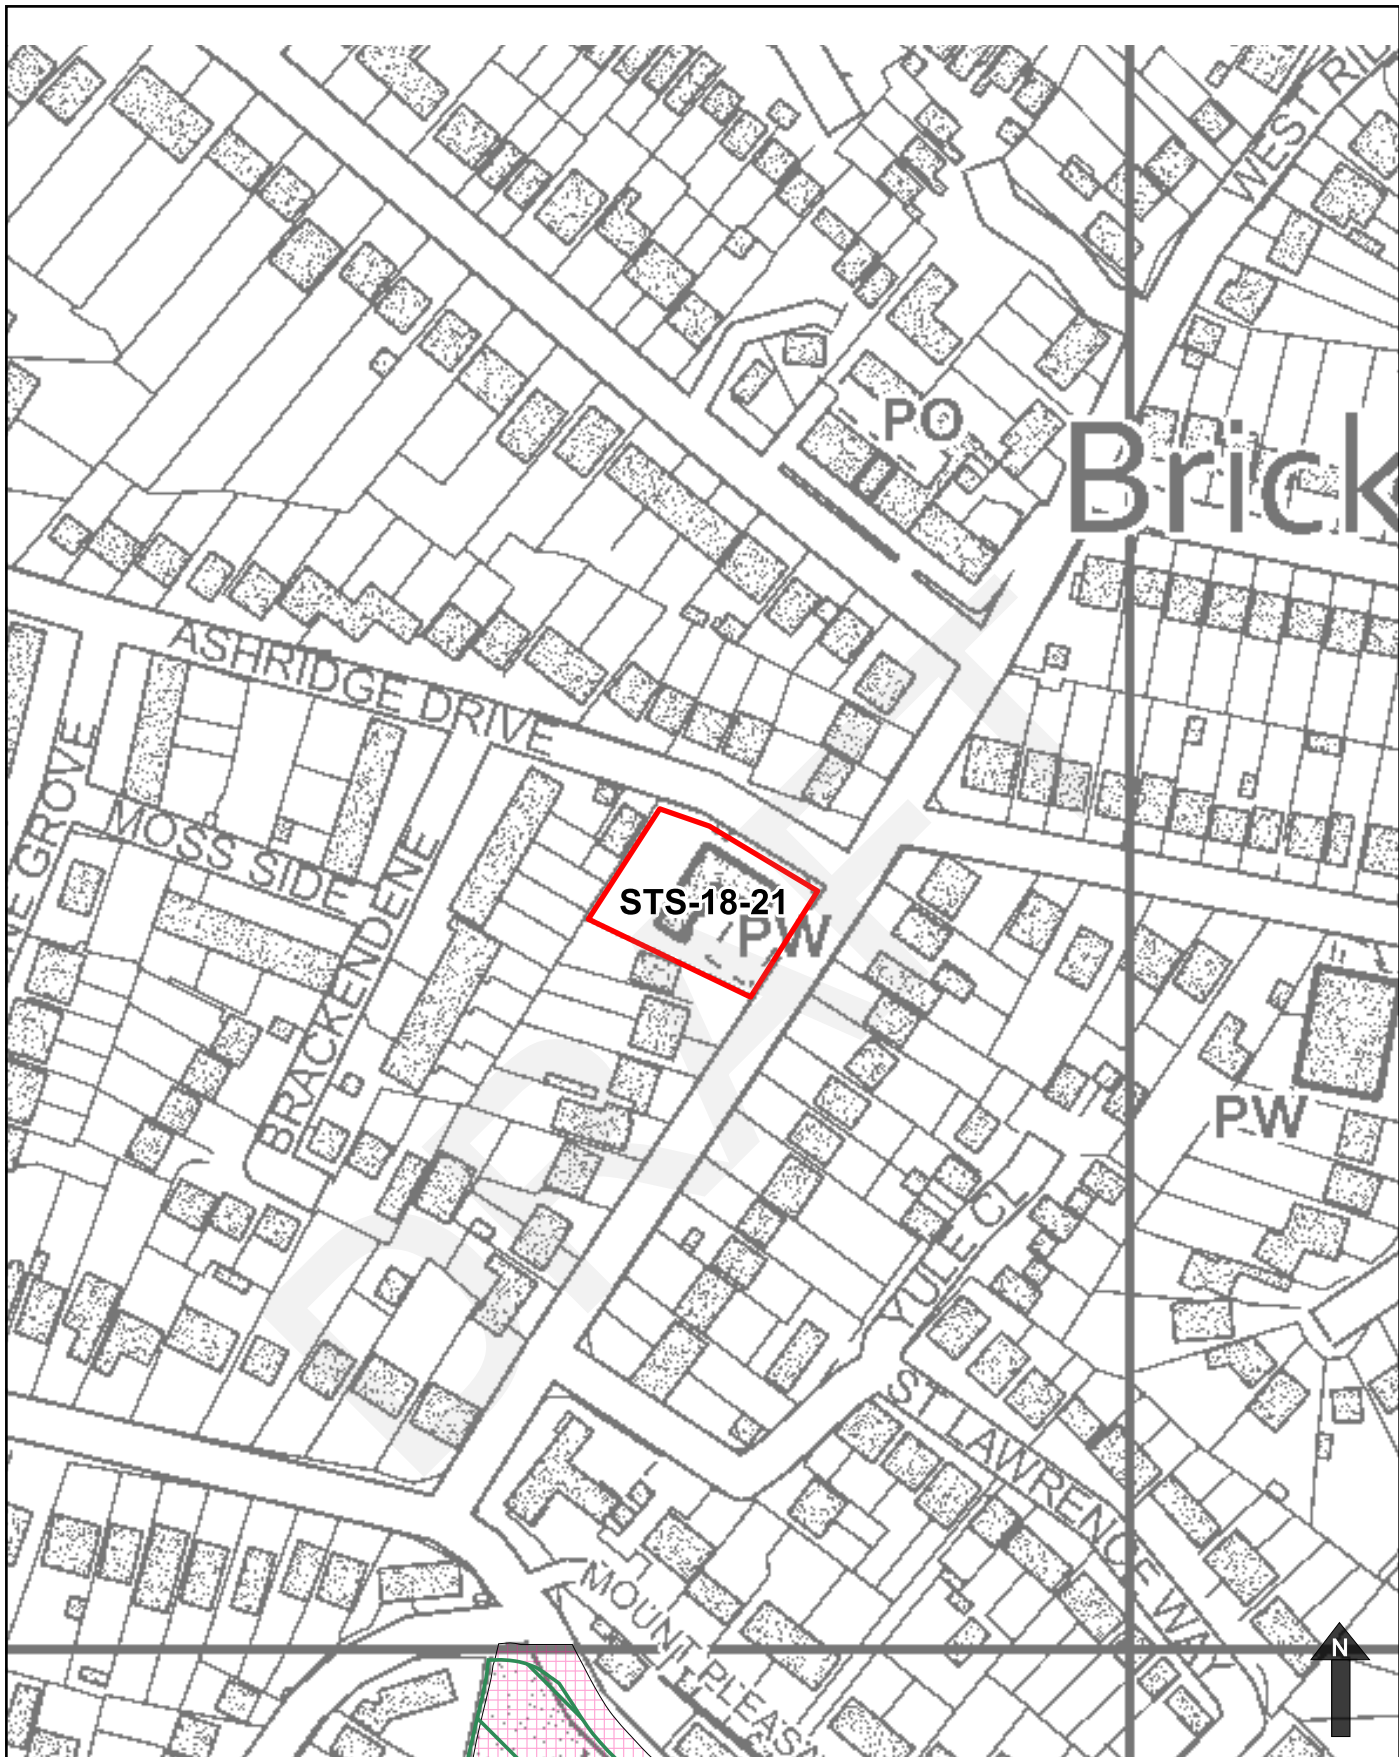 WEST RI
PO
Brick
ASHRIDGE DRIVE
E GROVE
MOSS SIDE
BRACKENDENE
STS-18-21
PW
PW
YULE CL
ST LAWRENCE WAY
MOUNT PLEASA
N
DRAFT